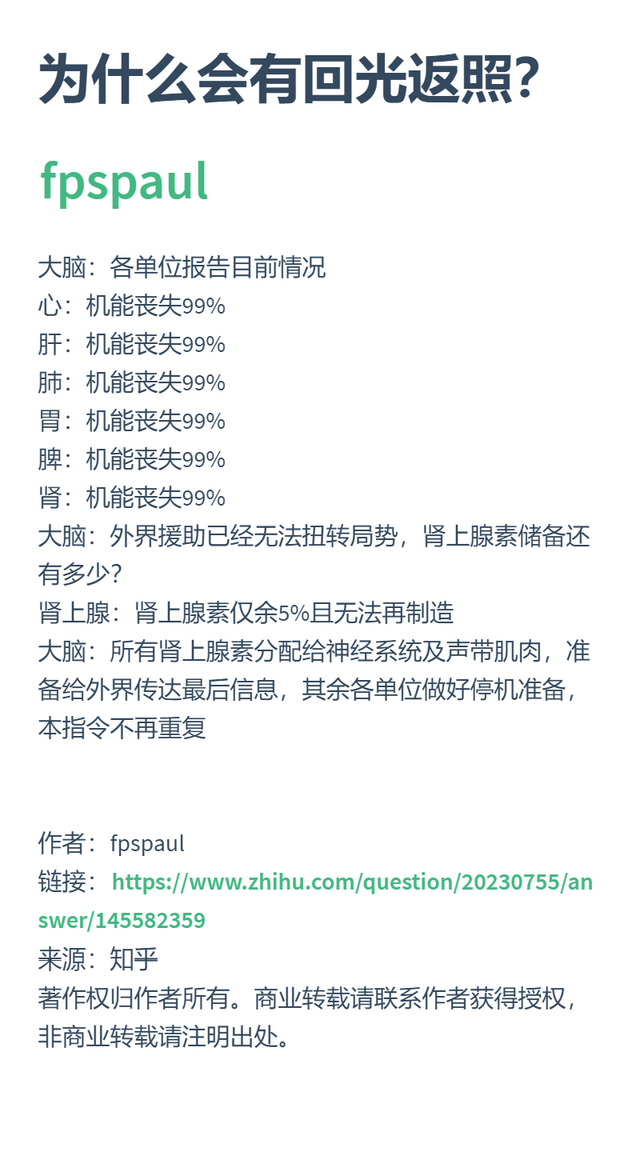 为什么会有回光返照？
fpspaul
大脑：各单位报告目前情况
心：机能丧失99%
肝：机能丧失99%
肺：机能丧失99%
胃：机能丧失99%
脾：机能丧失99%
肾：机能丧失99%
大脑：外界援助已经无法扭转局势，肾上腺素储备还
有多少？
肾上腺：肾上腺素仅余5%且无法再制造
大脑：所有肾上腺素分配给神经系统及声带肌肉，准
备给外界传达最后信息，其余各单位做好停机准备，
本指令不再重复
作者：fpspaul
链接：https://www.zhihu.com/question/20230755/an
swer/145582359
来源：知乎
著作权归作者所有。商业转载请联系作者获得授权，
非商业转载请注明出处。